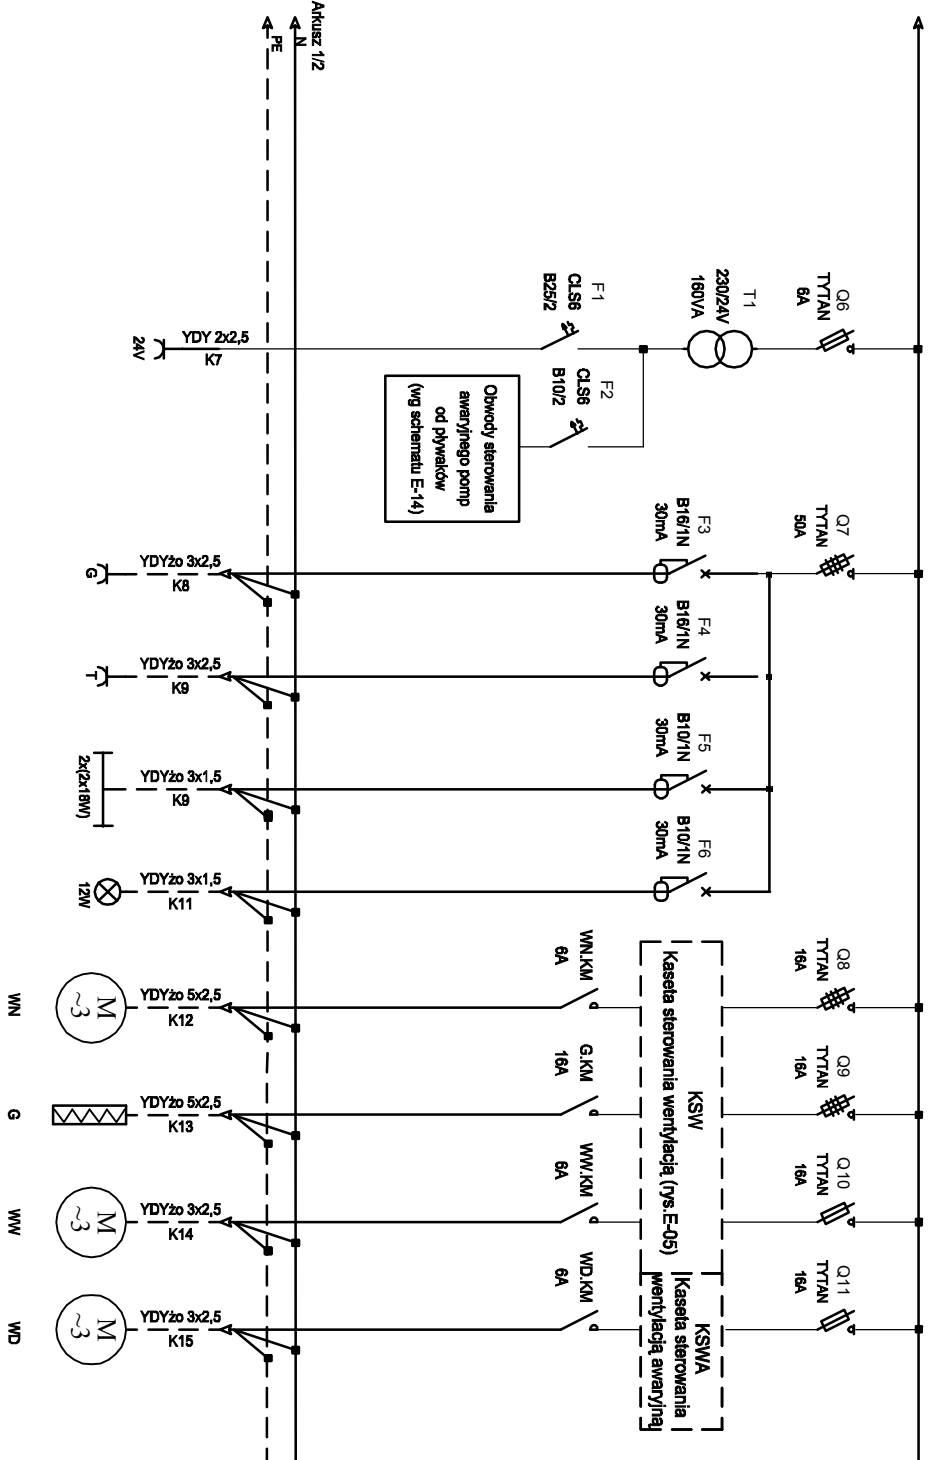 Arkusz 1/2
N
PE
Q6
TYTAN
6A
T1
230/24V
160VA
F1
CLS6
B25/2
YDY 2x2,5
K7
24V
F2
CLS6
B10/2
Obwody sterowania
awaryjnego pomp
od pływaków
(wg schematu E-14)
Q7
TYTAN
50A
F3
B16/1N
30mA
YDYżo 3x2,5
K8
G
F4
B16/1N
30mA
YDYżo 3x2,5
K9
T
F5
B10/1N
30mA
YDYżo 3x1,5
K9
2x(2x18W)
F6
B10/1N
30mA
YDYżo 3x1,5
K11
12W
Q8
TYTAN
16A
KSW
Kaseta sterowania wentylacją (rys.E-05)
WN.KM
6A
YDYżo 5x2,5
K12
M
~3
WN
Q9
TYTAN
16A
G.KM
16A
YDYżo 5x2,5
K13
G
Q10
TYTAN
16A
WW.KM
6A
YDYżo 3x2,5
K14
M
~3
WW
Q11
TYTAN
16A
KSWA
Kaseta sterowania
wentylacją awaryjną
WD.KM
6A
YDYżo 3x2,5
K15
M
~3
WD